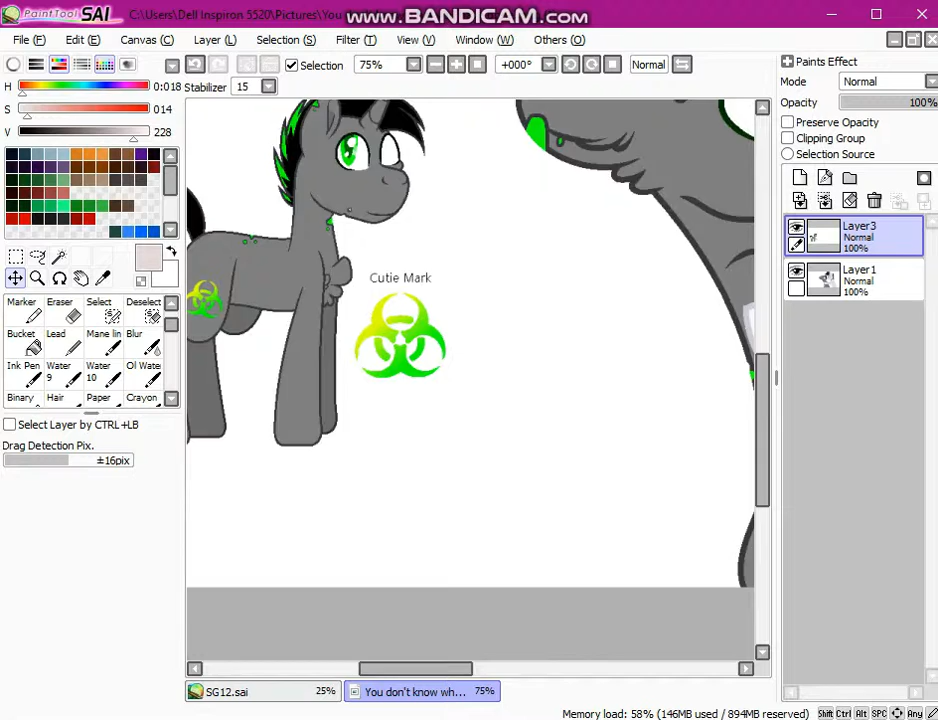 PaintTool SAI C:\Users\Dell Inspiron 5520\Pictures\You
www.BANDICAM.com
File (F) Edit (E) Canvas (C) Layer (L) Selection (S) Filter (T) View (V) Window (W) Others (O)
Selection 75% +000° Normal
Stabilizer 15
H 0:018
S 014
V 228
Marker Eraser Select Deselect
Bucket Lead Mane lin Blur
Ink Pen Water Water Ol Wate
9 10
Binary Hair Paper Crayon
Select Layer by CTRL+LB
Drag Detection Pix.
±16pix
Cutie Mark
Paints Effect
Mode Normal
Opacity 100%
Preserve Opacity
Clipping Group
Selection Source
Layer3
Normal
100%
Layer1
Normal
100%
SG12.sai 25% You don't know wh... 75%
Memory load: 58% (146MB used / 894MB reserved) Shift Ctrl Alt SPC Any